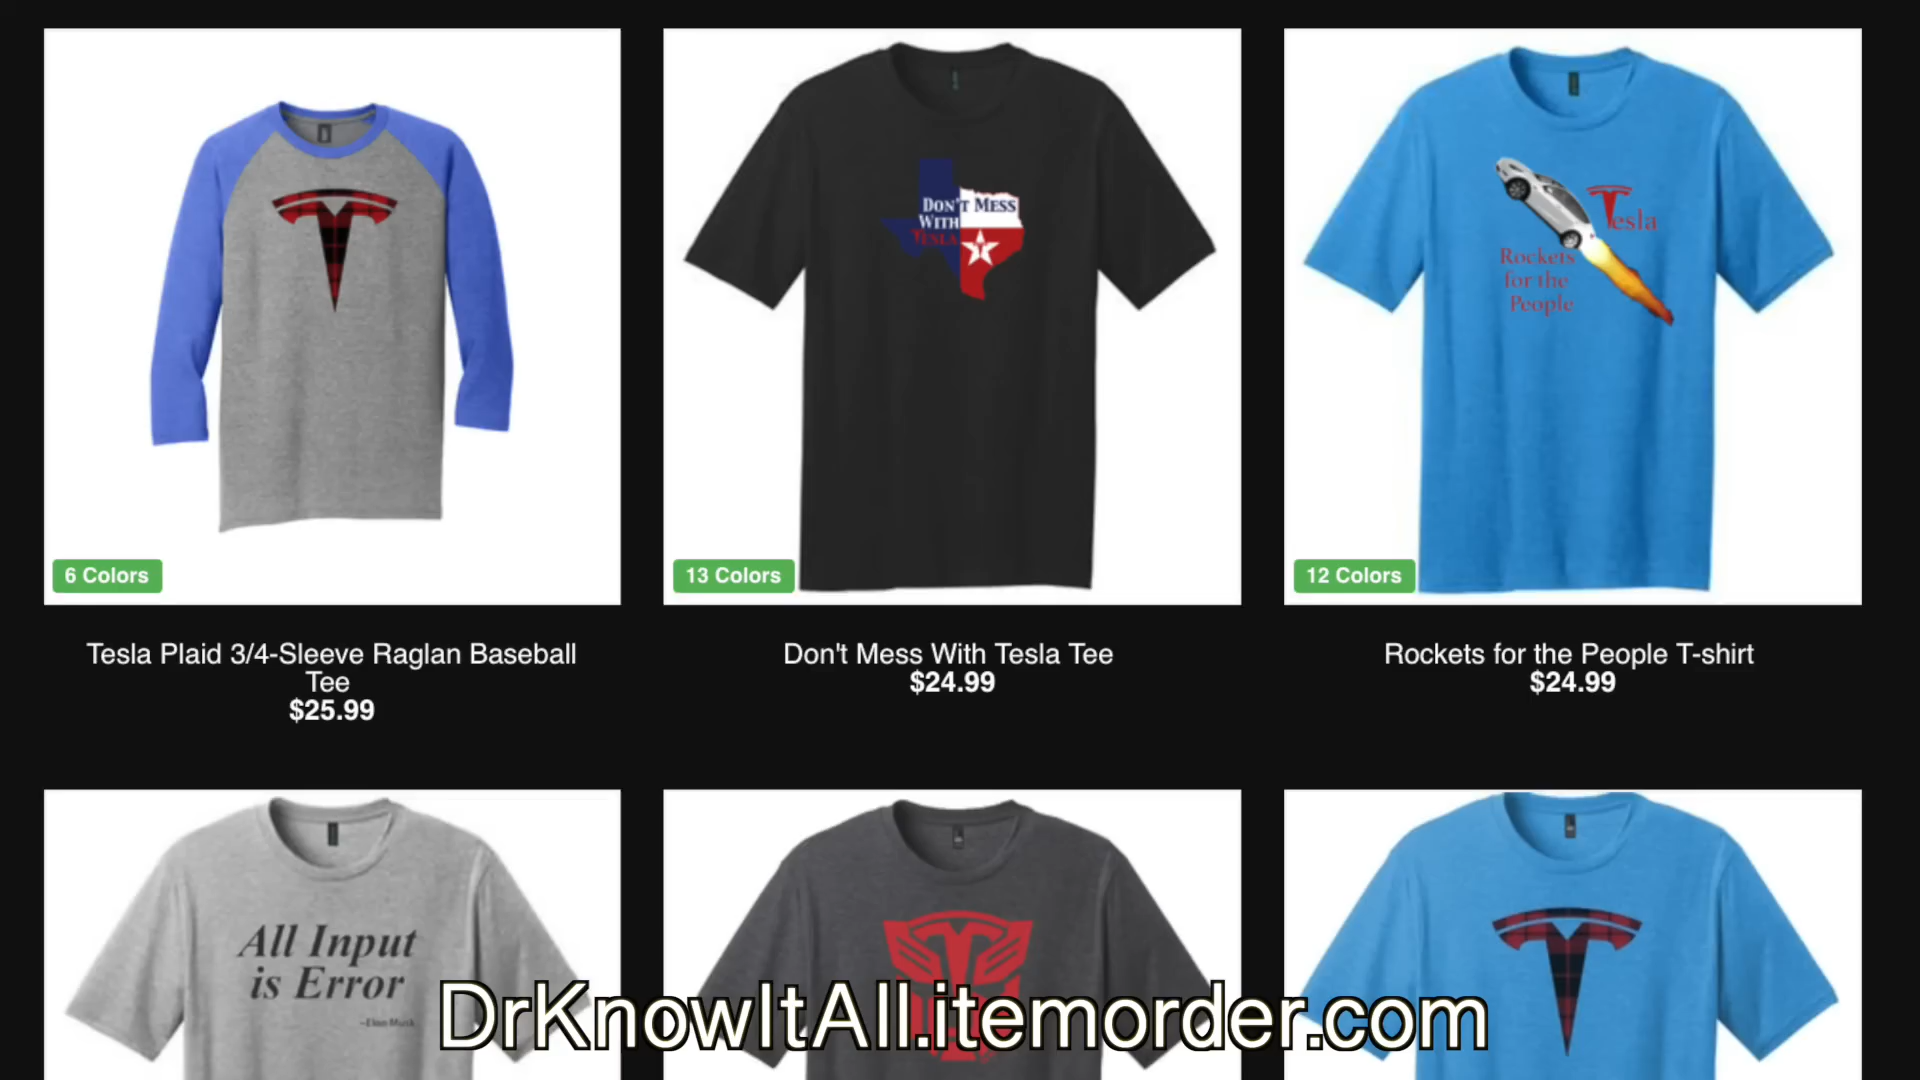 DON'T MESS
WITH
TESLA
Tesla
Rockets
for the
People
6 Colors
13 Colors
12 Colors
Tesla Plaid 3/4-Sleeve Raglan Baseball
Tee
$25.99
Don't Mess With Tesla Tee
$24.99
Rockets for the People T-shirt
$24.99
All Input
is Error
~Elon Musk
DrKnowItAll.itemorder.com